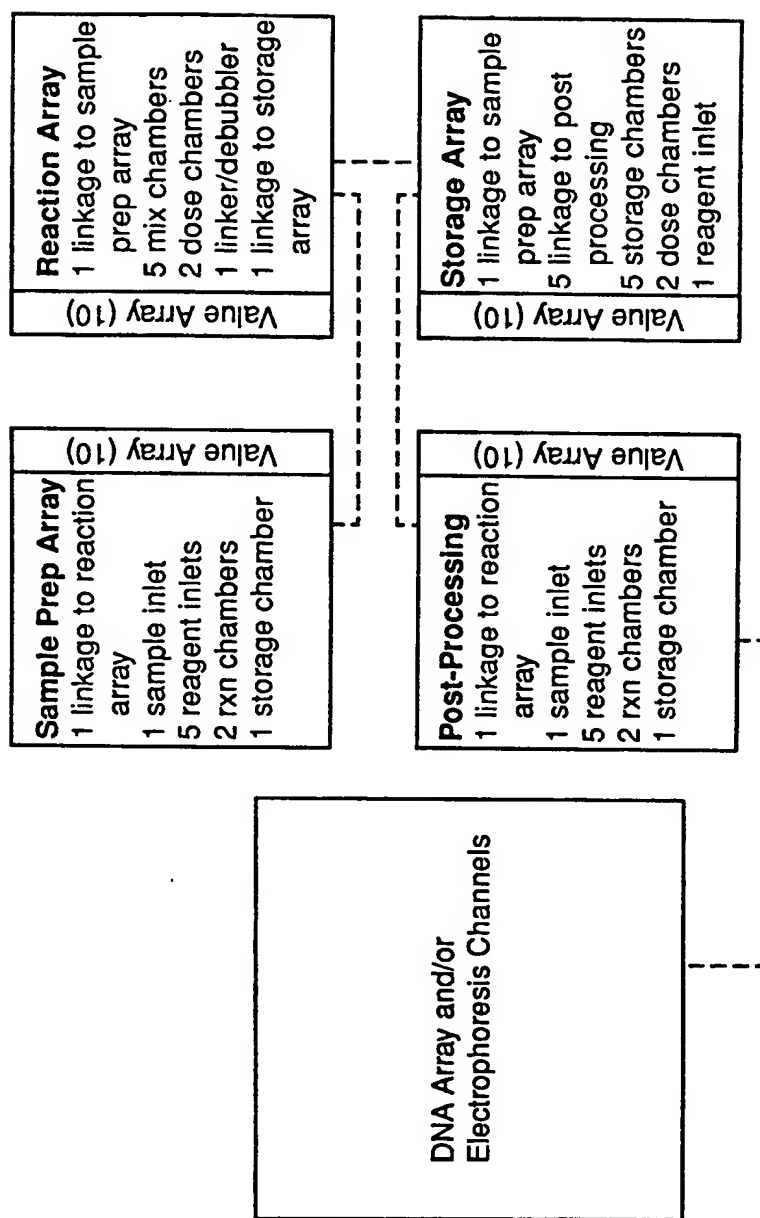 Sample Prep Array
1 linkage to reaction
array
1 sample inlet
5 reagent inlets
2 rxn chambers
1 storage chamber
Value Array (10)
Value Array (10)
Reaction Array
1 linkage to sample
prep array
5 mix chambers
2 dose chambers
1 linker/debubbler
1 linkage to storage
array
DNA Array and/or
Electrophoresis Channels
Post-Processing
1 linkage to reaction
array
1 sample inlet
5 reagent inlets
2 rxn chambers
1 storage chamber
Value Array (10)
Value Array (10)
Storage Array
1 linkage to sample
prep array
5 linkage to post
processing
5 storage chambers
2 dose chambers
1 reagent inlet